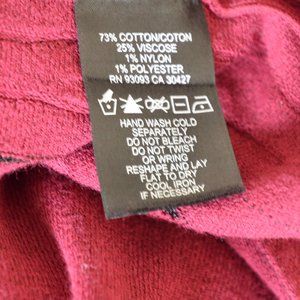 73% COTTON/COTON
25% VISCOSE
1% NYLON
1% POLYESTER
RN 93093 CA 30427
HAND WASH COLD
SEPARATELY
DO NOT BLEACH
DO NOT TWIST
OR WRING
RESHAPE AND LAY
FLAT TO DRY
COOL IRON
IF NECESSARY